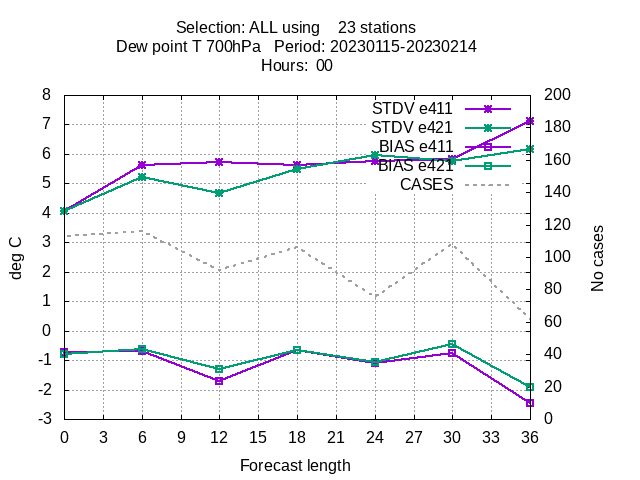 Selection: ALL using    23 stations
Dew point T 700hPa   Period: 20230115-20230214
Hours:  00
STDV e411
STDV e421
BIAS e411
BIAS e421
CASES
8
7
6
5
4
3
2
1
0
-1
-2
-3
deg C
200
180
160
140
120
100
80
60
40
20
0
No cases
0 3 6 9 12 15 18 21 24 27 30 33 36
Forecast length